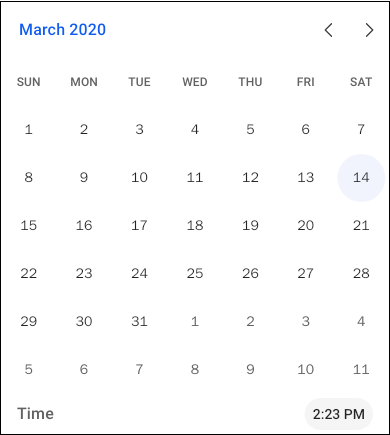 March 2020
SUN MON TUE WED THU FRI SAT
1 2 3 4 5 6 7
8 9 10 11 12 13 14
15 16 17 18 19 20 21
22 23 24 25 26 27 28
29 30 31 1 2 3 4
5 6 7 8 9 10 11
Time 2:23 PM